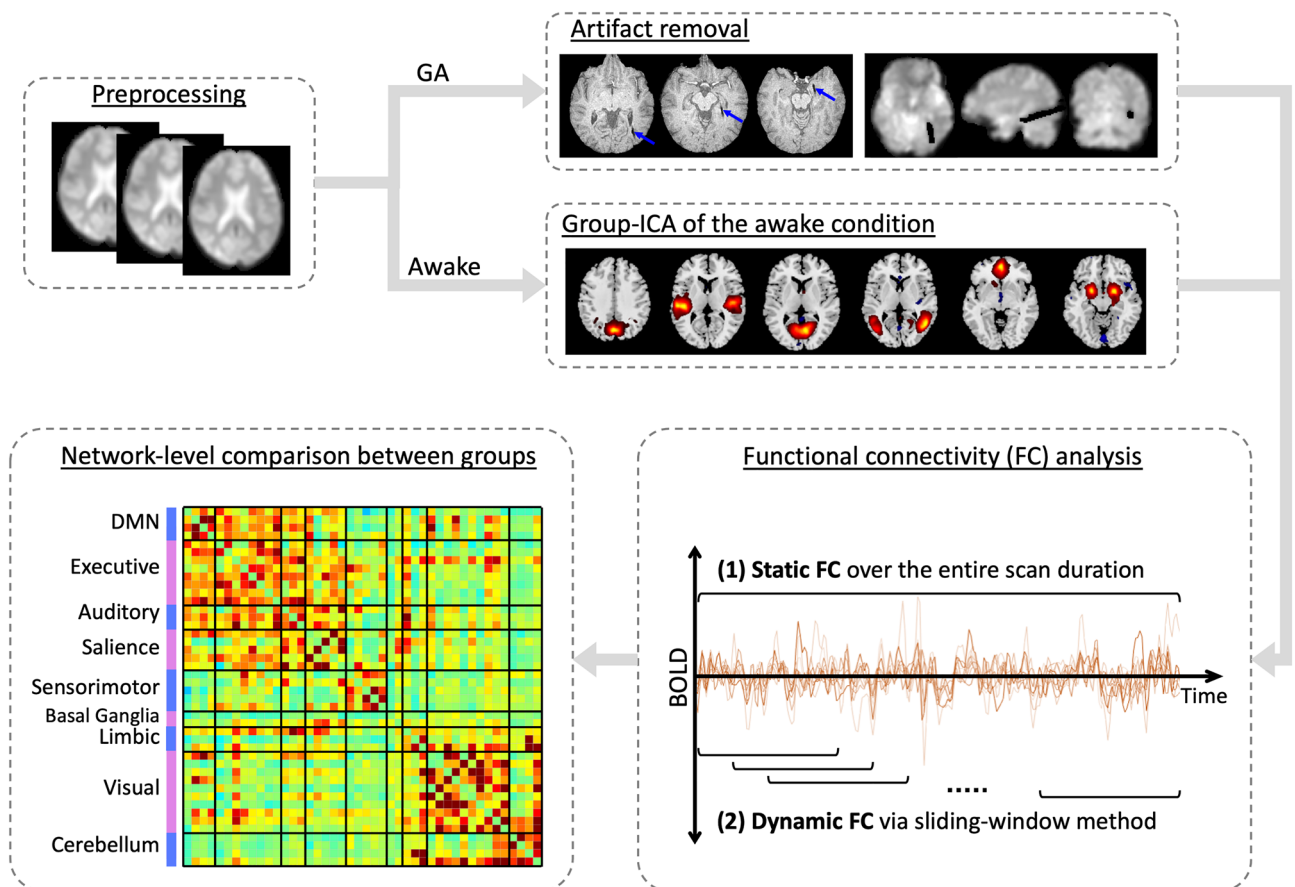 Preprocessing
GA
Awake
Artifact removal
Group-ICA of the awake condition
Network-level comparison between groups
DMN
Executive
Auditory
Salience
Sensorimotor
Basal Ganglia
Limbic
Visual
Cerebellum
Functional connectivity (FC) analysis
(1) Static FC over the entire scan duration
BOLD
Time
.....
(2) Dynamic FC via sliding-window method